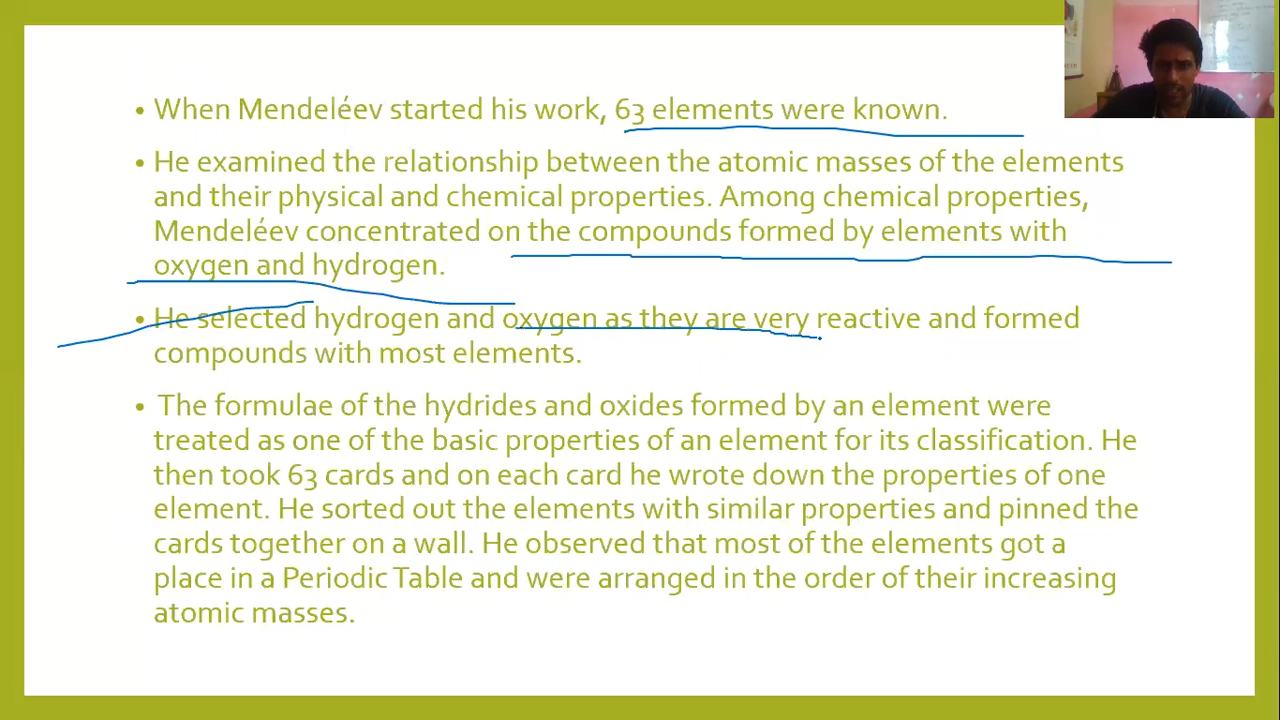 • When Mendeléev started his work, 63 elements were known.
• He examined the relationship between the atomic masses of the elements
and their physical and chemical properties. Among chemical properties,
Mendeléev concentrated on the compounds formed by elements with
oxygen and hydrogen.
• He selected hydrogen and oxygen as they are very reactive and formed
compounds with most elements.
• The formulae of the hydrides and oxides formed by an element were
treated as one of the basic properties of an element for its classification. He
then took 63 cards and on each card he wrote down the properties of one
element. He sorted out the elements with similar properties and pinned the
cards together on a wall. He observed that most of the elements got a
place in a Periodic Table and were arranged in the order of their increasing
atomic masses.